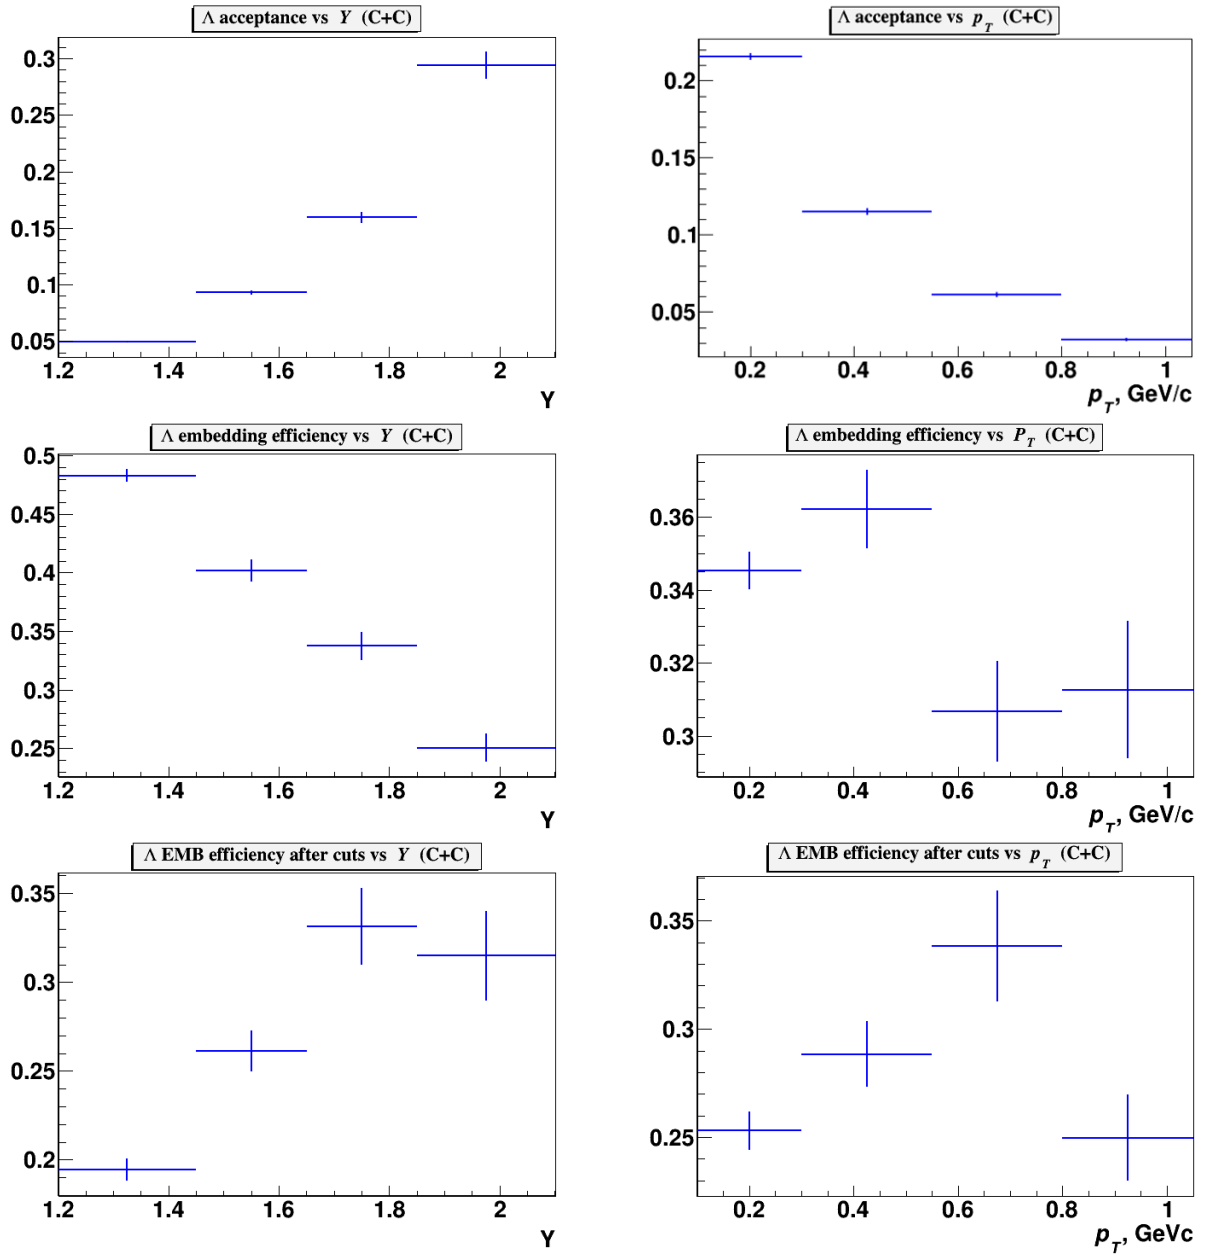 Λ acceptance vs Y (C+C)
0.3
0.25
0.2
0.15
0.1
0.05
1.2 1.4 1.6 1.8 2
Y
Λ acceptance vs p_T (C+C)
0.2
0.15
0.1
0.05
0.2 0.4 0.6 0.8 1
p_T, GeV/c
Λ embedding efficiency vs Y (C+C)
0.5
0.45
0.4
0.35
0.3
0.25
1.2 1.4 1.6 1.8 2
Y
Λ embedding efficiency vs P_T (C+C)
0.36
0.34
0.32
0.3
0.2 0.4 0.6 0.8 1
p_T, GeV/c
Λ EMB efficiency after cuts vs Y (C+C)
0.35
0.3
0.25
0.2
1.2 1.4 1.6 1.8 2
Y
Λ EMB efficiency after cuts vs p_T (C+C)
0.35
0.3
0.25
0.2 0.4 0.6 0.8 1
p_T, GeVc